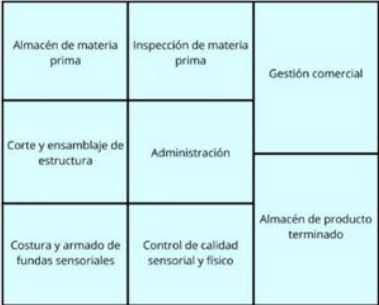 Almacén de materia
prima
Inspección de materia
prima
Gestión comercial
Corte y ensamblaje de
estructura
Administración
Almacén de producto
terminado
Costura y armado de
fundas sensoriales
Control de calidad
sensorial y físico